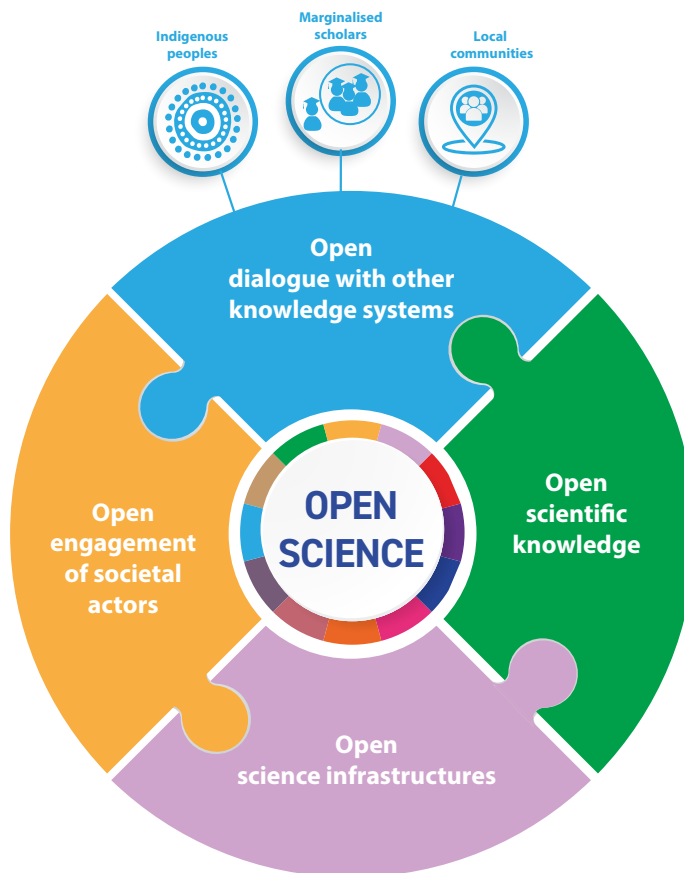 Indigenous
peoples
Marginalised
scholars
Local
communities
Open
dialogue with other
knowledge systems
Open
engagement
of societal
actors
OPEN
SCIENCE
Open
scientific
knowledge
Open
science infrastructures